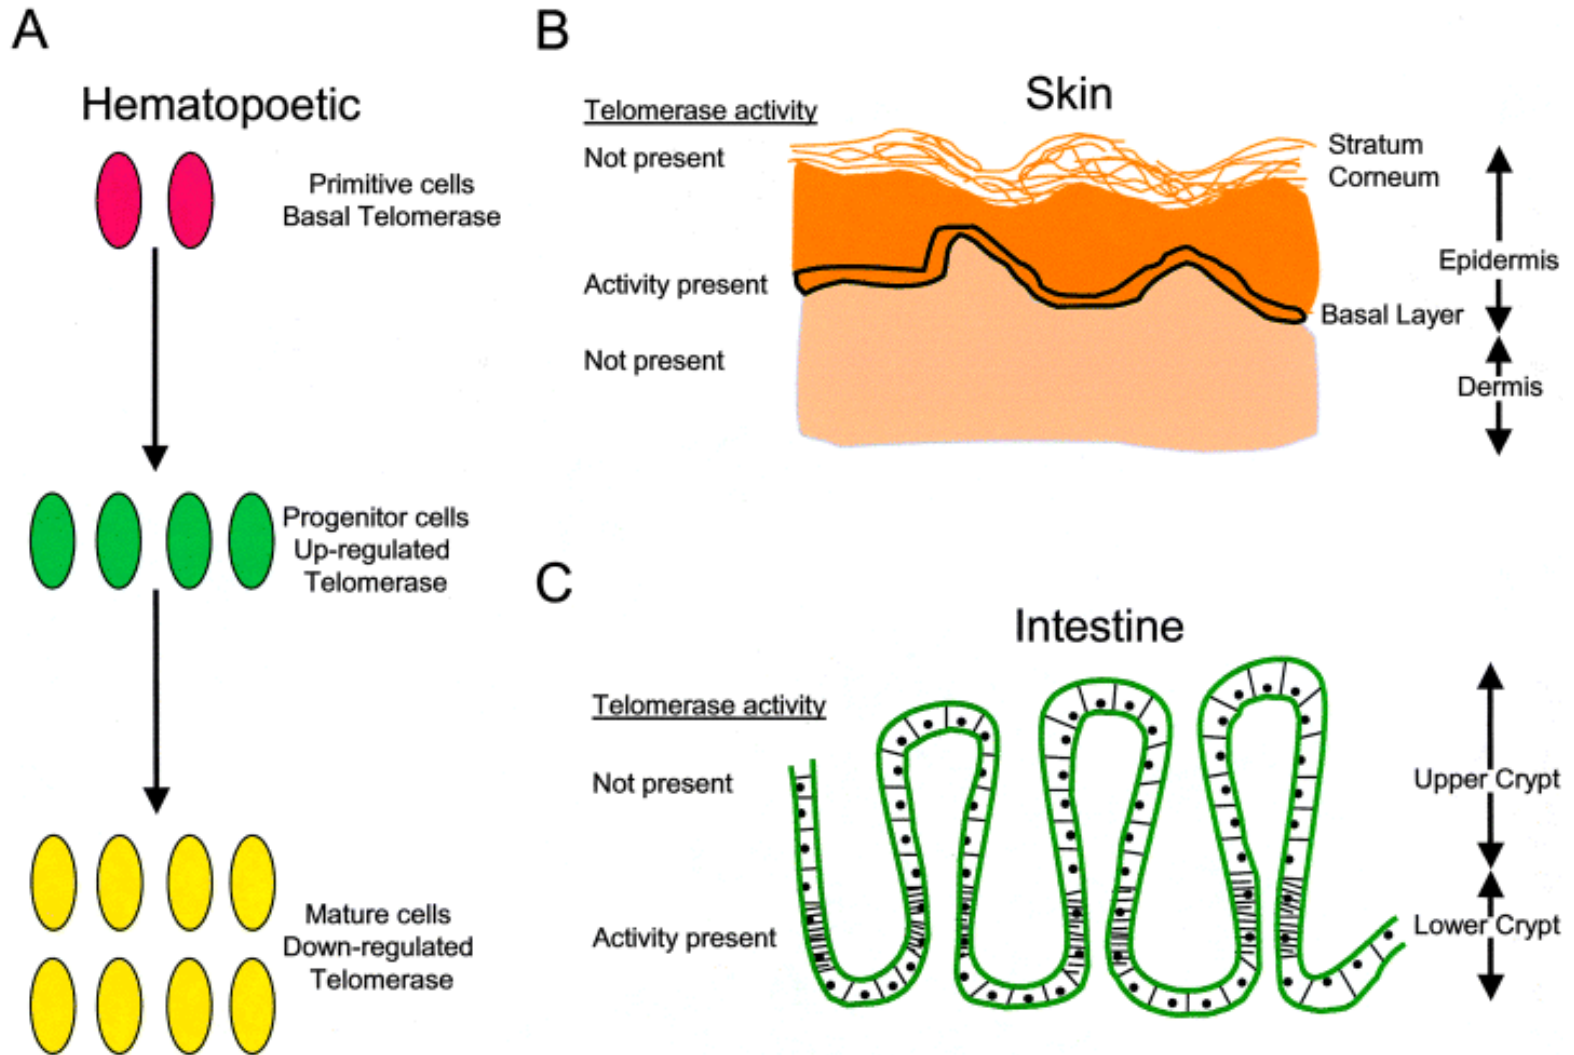 A
Hematopoetic
Primitive cells
Basal Telomerase
Progenitor cells
Up-regulated
Telomerase
Mature cells
Down-regulated
Telomerase
B
Skin
Telomerase activity
Not present
Activity present
Not present
Stratum
Corneum
Epidermis
Basal Layer
Dermis
C
Intestine
Telomerase activity
Not present
Activity present
Upper Crypt
Lower Crypt